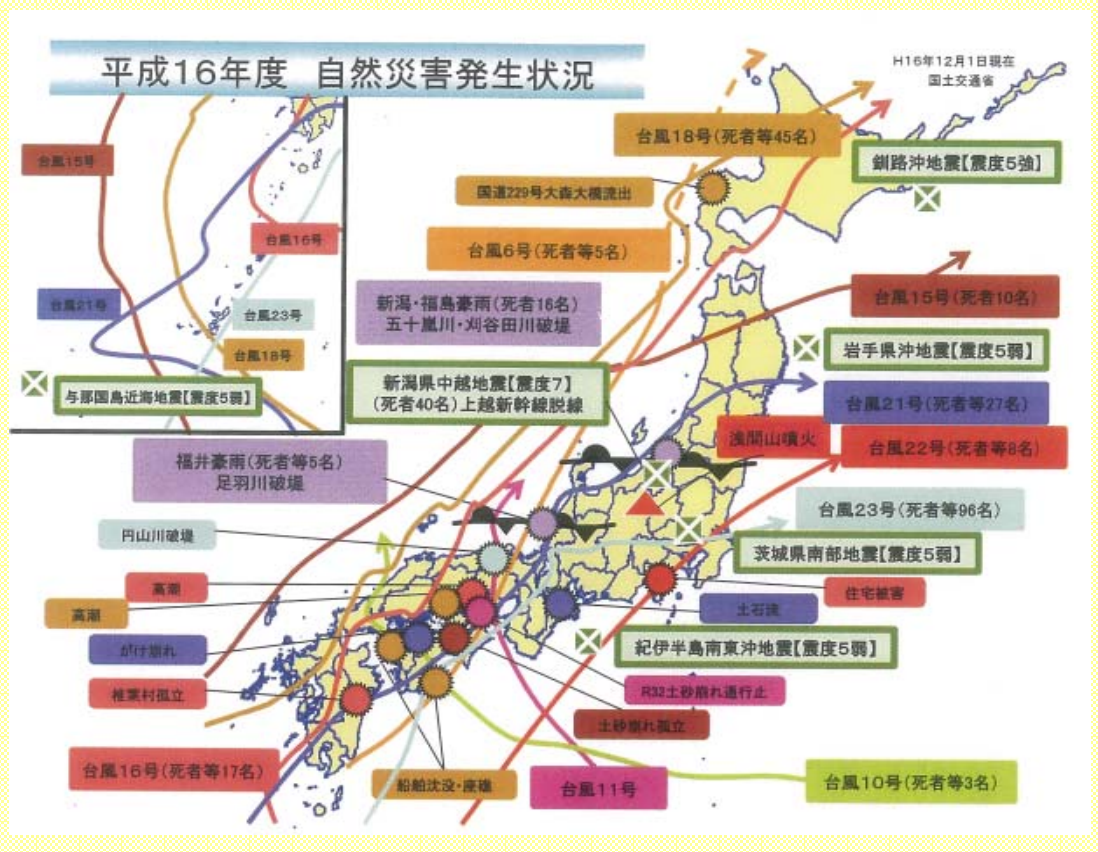 平成16年度 自然災害発生状況
H16年12月1日現在
国土交通省
台風15号
台風16号
台風21号
台風23号
台風18号
与那国島近海地震【震度5弱】
台風18号(死者等45名)
釧路沖地震【震度5強】
国道229号大森大橋流出
台風6号(死者等5名)
新潟・福島豪雨(死者16名)
五十嵐川・刈谷田川破堤
台風15号(死者10名)
岩手県沖地震【震度5弱】
新潟県中越地震【震度7】
(死者40名)上越新幹線脱線
台風21号(死者等27名)
浅間山噴火
台風22号(死者等8名)
福井豪雨(死者等5名)
足羽川破堤
台風23号(死者等96名)
円山川破堤
茨城県南部地震【震度5弱】
高潮
住宅被害
高潮
土石流
がけ崩れ
紀伊半島南東沖地震【震度5弱】
椎葉村孤立
R32土砂崩れ通行止
土砂崩れ孤立
台風16号(死者等17名)
船舶沈没・座礁
台風11号
台風10号(死者等3名)